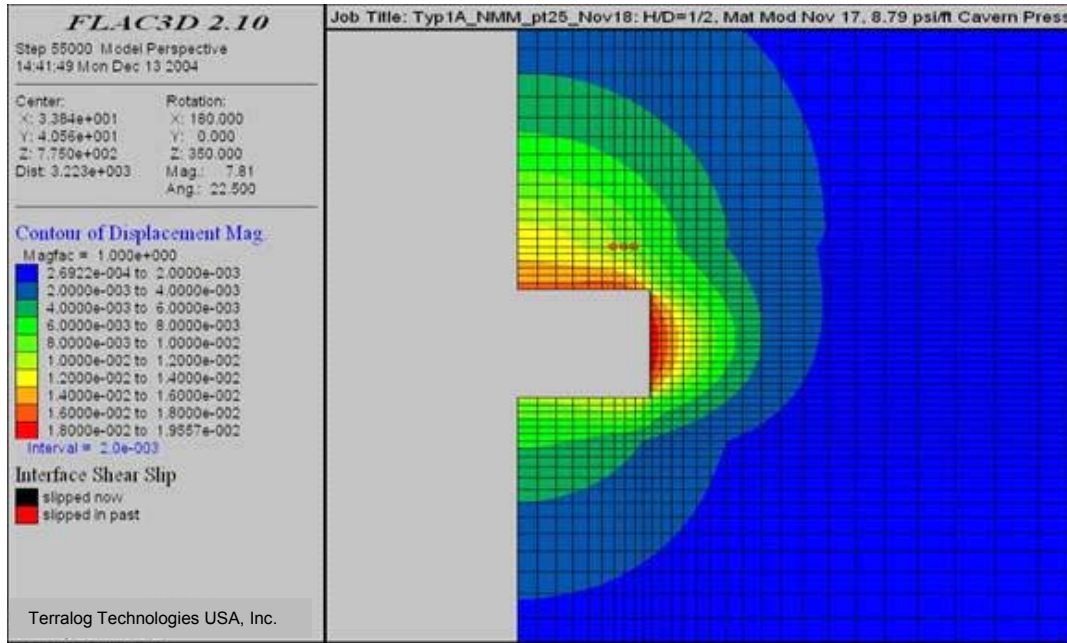 FLAC3D 2.10
Step 55000 Model Perspective
14:41:49 Mon Dec 13 2004
Center:
X: 3.384e+001
Y: 4.056e+001
Z: 7.750e+002
Dist: 3.223e+003
Rotation:
X: 180.000
Y: 0.000
Z: 350.000
Mag.: 7.81
Ang.: 22.500
Contour of Displacement Mag.
Magfac = 1.000e+000
2.6922e-004 to 2.0000e-003
2.0000e-003 to 4.0000e-003
4.0000e-003 to 6.0000e-003
6.0000e-003 to 8.0000e-003
8.0000e-003 to 1.0000e-002
1.0000e-002 to 1.2000e-002
1.2000e-002 to 1.4000e-002
1.4000e-002 to 1.6000e-002
1.6000e-002 to 1.8000e-002
1.8000e-002 to 1.9557e-002
Interval = 2.0e-003
Interface Shear Slip
slipped now
slipped in past
Terralog Technologies USA, Inc.
Job Title: Typ1A_NMM_pt25_Nov18: H/D=1/2, Mat Mod Nov 17, 8.79 psi/ft Cavern Press